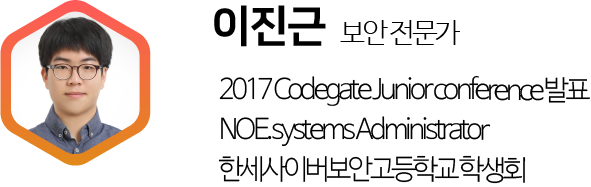 이진근 보안 전문가
2017 Codegate Junior conference 발표
NOE.systems Administrator
한세사이버보안고등학교 학생회